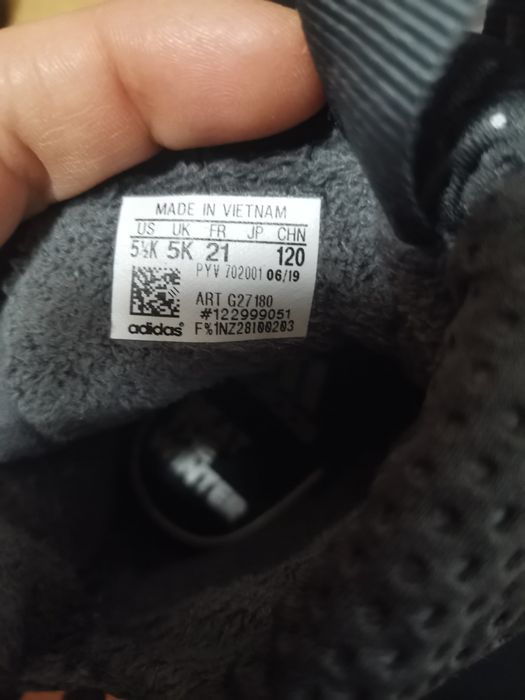 MADE IN VIETNAM
US UK FR JP CHN
5½K 5K 21 120
PYV 702001 06/19
ART G27180
#122999051
adidas® F%1NZ28I00203